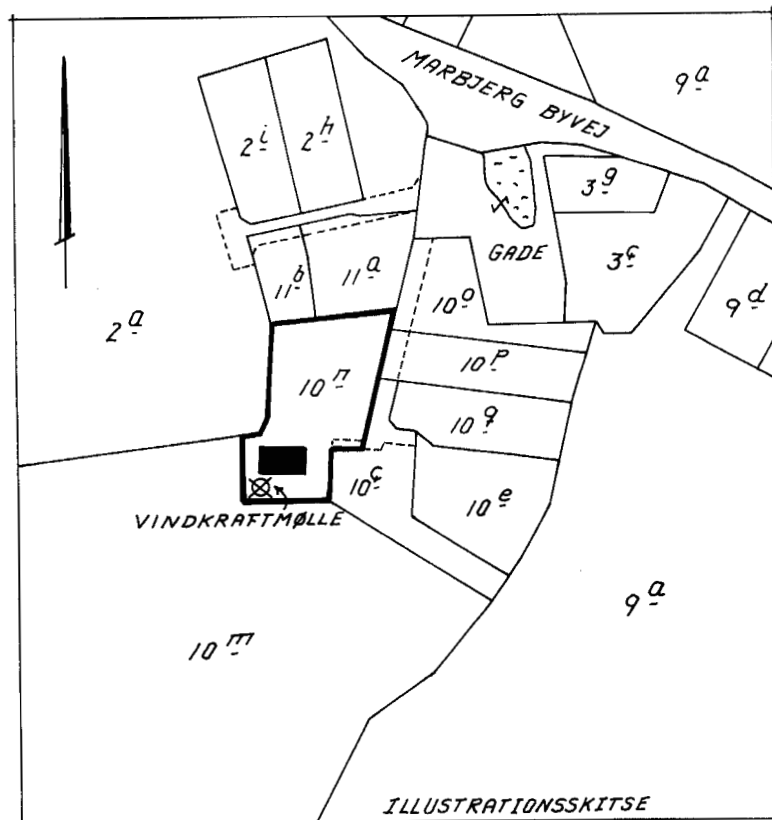 MARBJERG BYVEJ
9a
2i
2h
3g
GADE
3c
11b
11a
9d
2a
10o
10p
10n
10q
10c
10e
VINDKRAFTMØLLE
9a
10m
ILLUSTRATIONSSKITSE